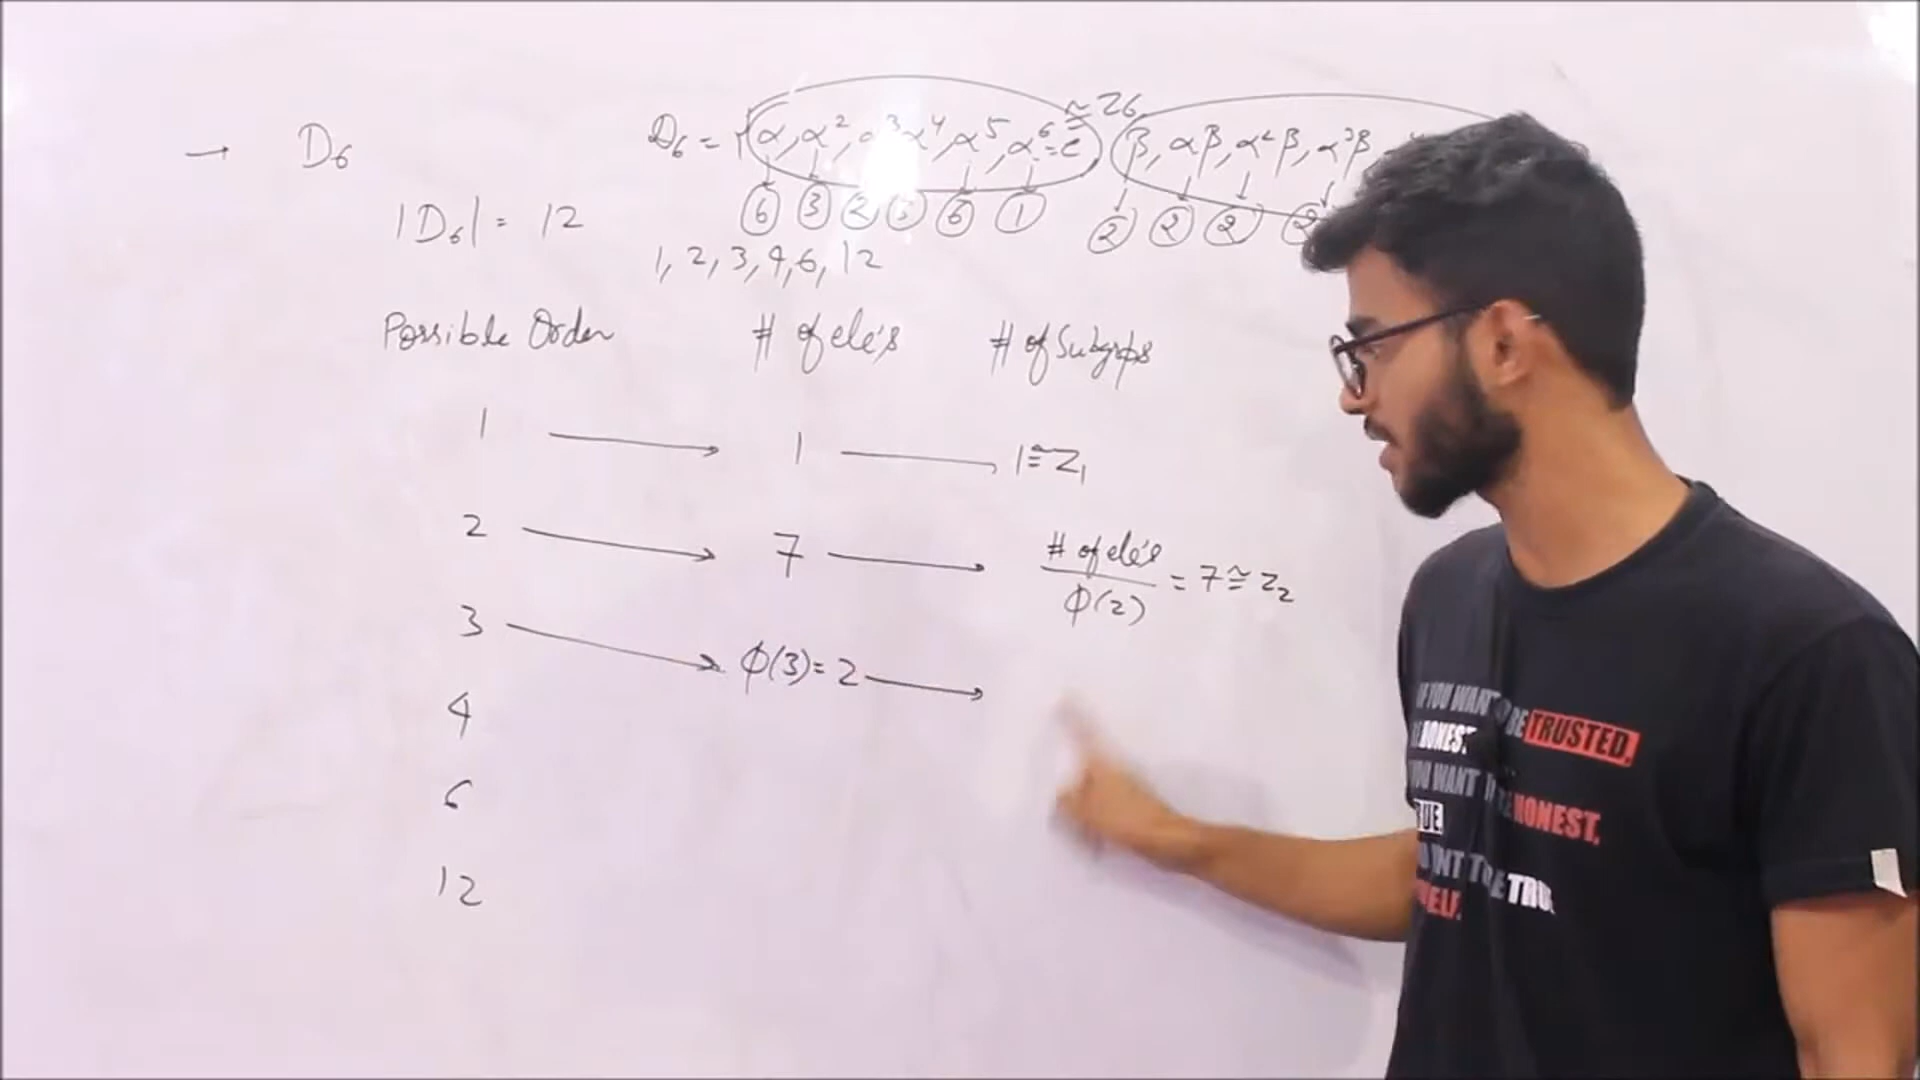 → D₆
D₆ = {α, α², α³, α⁴, α⁵, α⁶ = e ≅ Z6 β, αβ, α²β, α³β,
|D₆| = 12
6 3 2 3 6 1 2 2 2 2
1, 2, 3, 4, 6, 12
Possible Order # of ele's # of Subgrps
1 → 1 → 1 ≅ Z₁
2 → 7 → # of ele's / ϕ(2) = 7 ≅ Z₂
3 → ϕ(3) = 2 →
4
6
12
IF YOU WANT TO BE TRUSTED,
HONEST.
YOU WANT HONEST,
TRUE
TRUE,